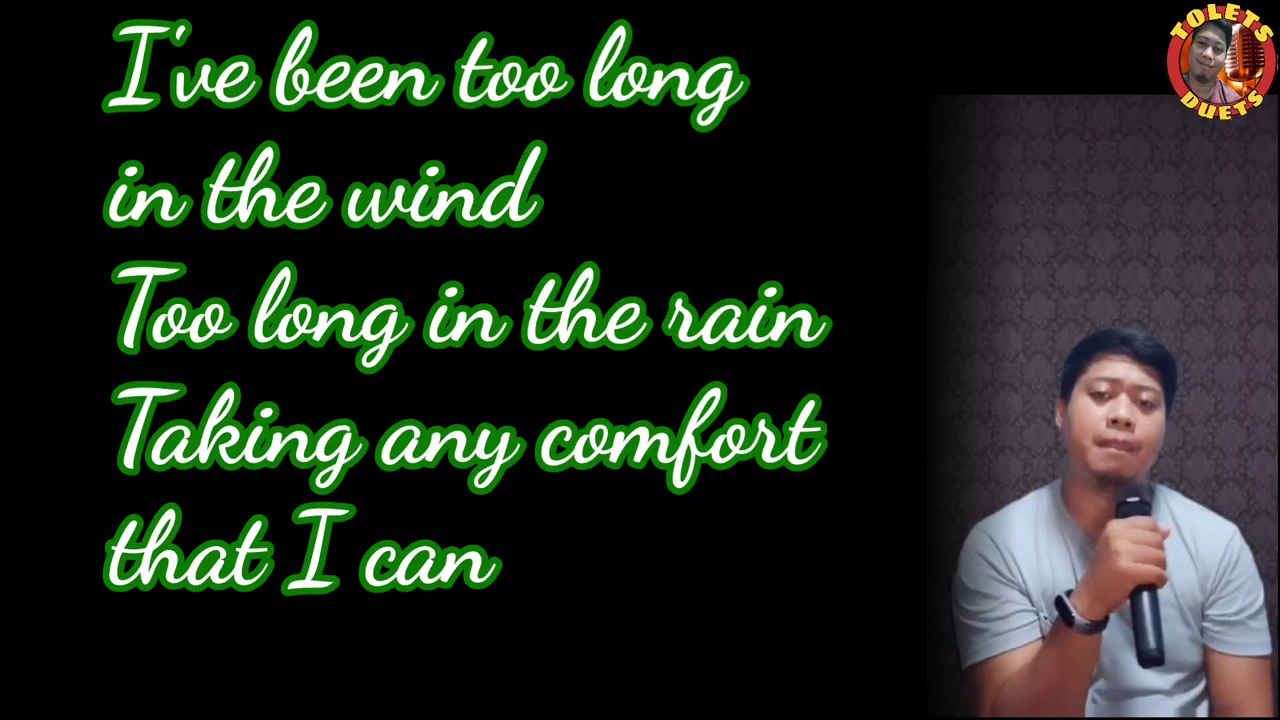 I've been too long
in the wind
Too long in the rain
Taking any comfort
that I can
TOLETS
DUETS